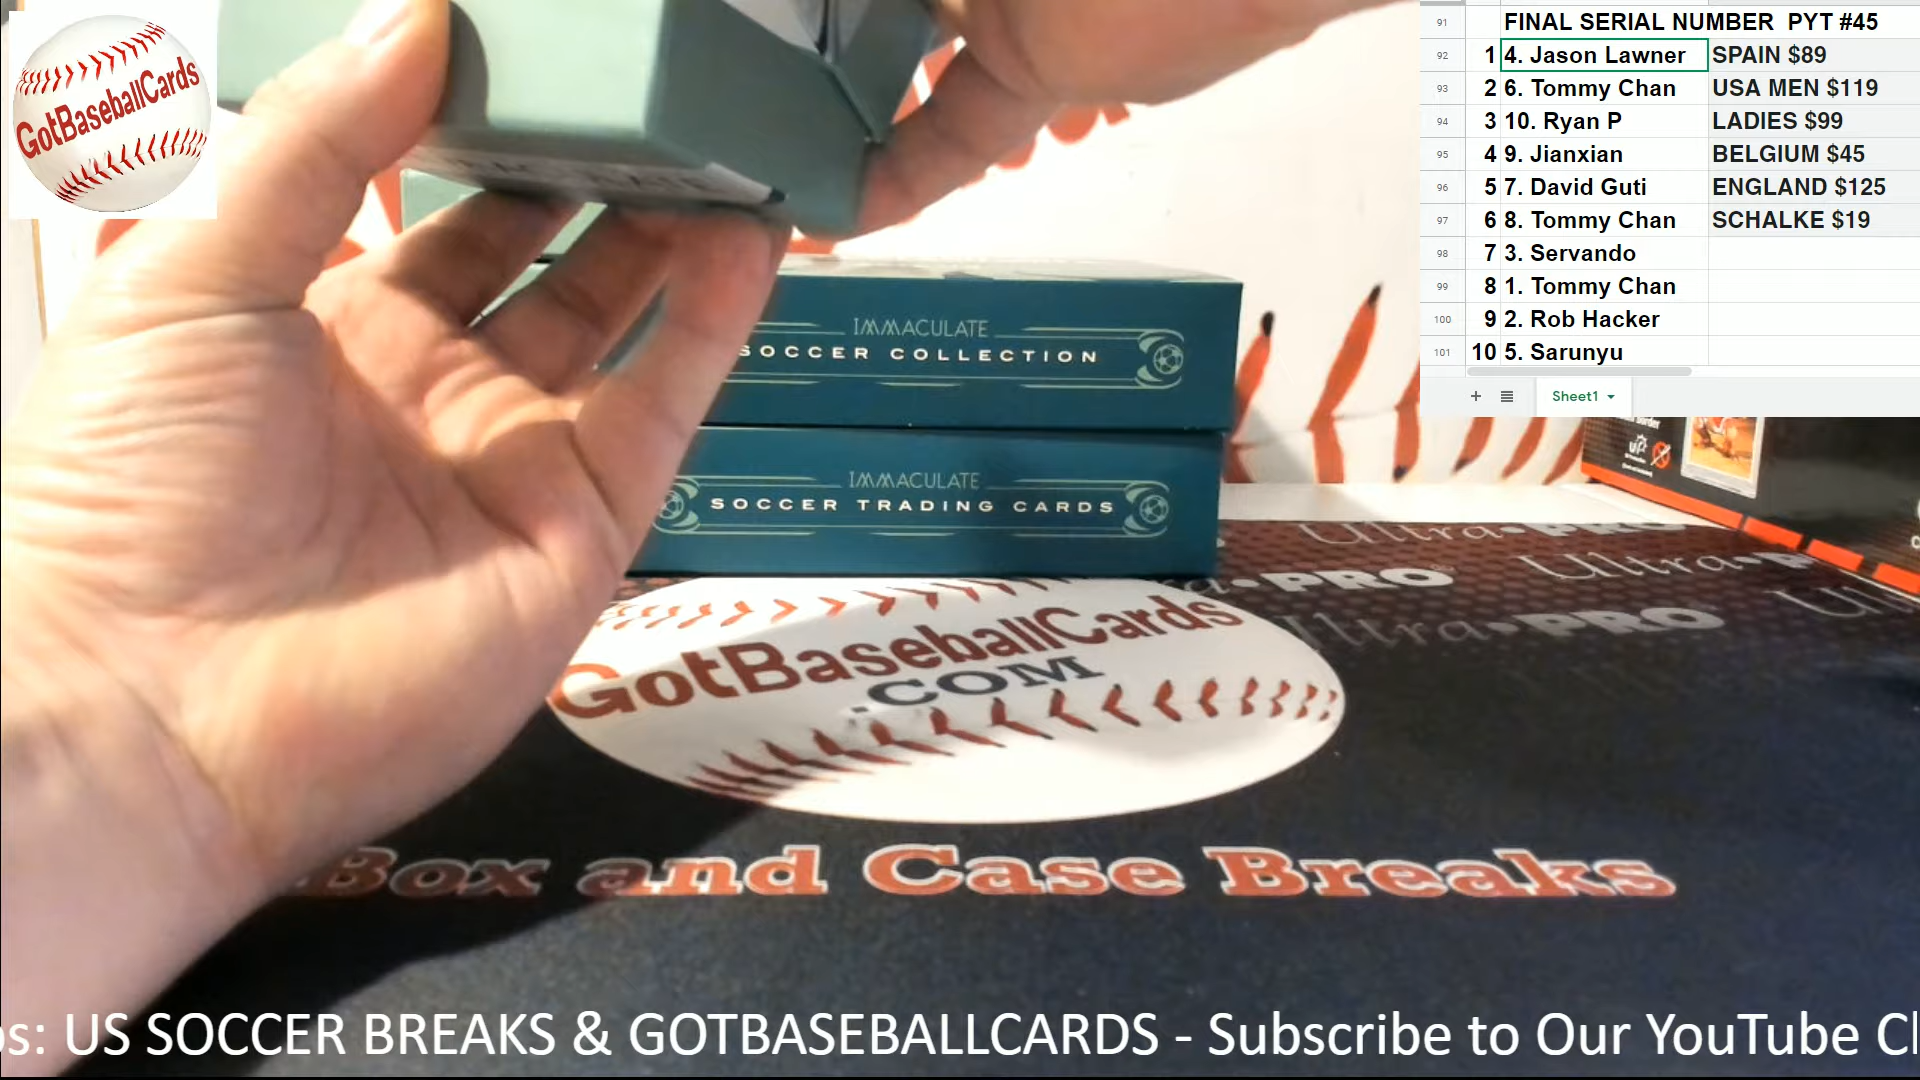 GotBaseballCards
91 FINAL SERIAL NUMBER PYT #45
92 1 4. Jason Lawner SPAIN $89
93 2 6. Tommy Chan USA MEN $119
94 3 10. Ryan P LADIES $99
95 4 9. Jianxian BELGIUM $45
96 5 7. David Guti ENGLAND $125
97 6 8. Tommy Chan SCHALKE $19
98 7 3. Servando
99 8 1. Tommy Chan
100 9 2. Rob Hacker
101 10 5. Sarunyu
+ Sheet1
IMMACULATE
SOCCER COLLECTION
IMMACULATE
SOCCER TRADING CARDS
Ultra PRO
Ultra PRO
GotBaseballCards
.COM
Box and Case Breaks
os: US SOCCER BREAKS & GOTBASEBALLCARDS - Subscribe to Our YouTube Cl